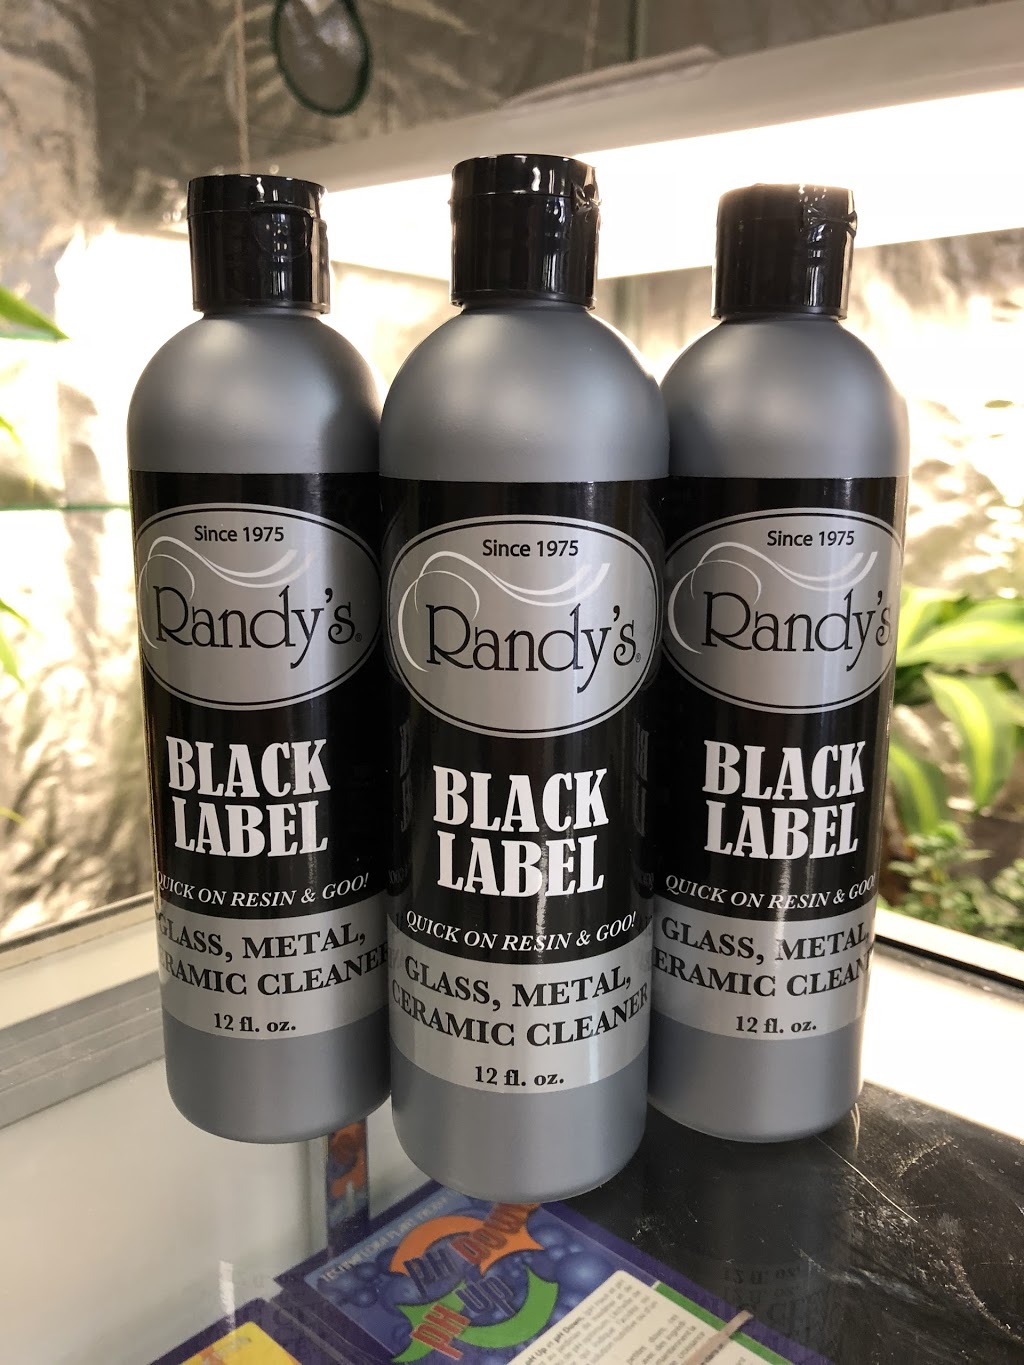 Since 1975
Randy's®
BLACK
LABEL
QUICK ON RESIN & GOO!
GLASS, METAL,
CERAMIC CLEANER
12 fl. oz.
Since 1975
Randy's®
BLACK
LABEL
QUICK ON RESIN & GOO!
GLASS, METAL,
CERAMIC CLEANER
12 fl. oz.
Since 1975
Randy's
BLACK
LABEL
QUICK ON RESIN & GOO!
GLASS, METAL,
ERAMIC CLEAN
12 fl. oz.
pH Down
pH Up